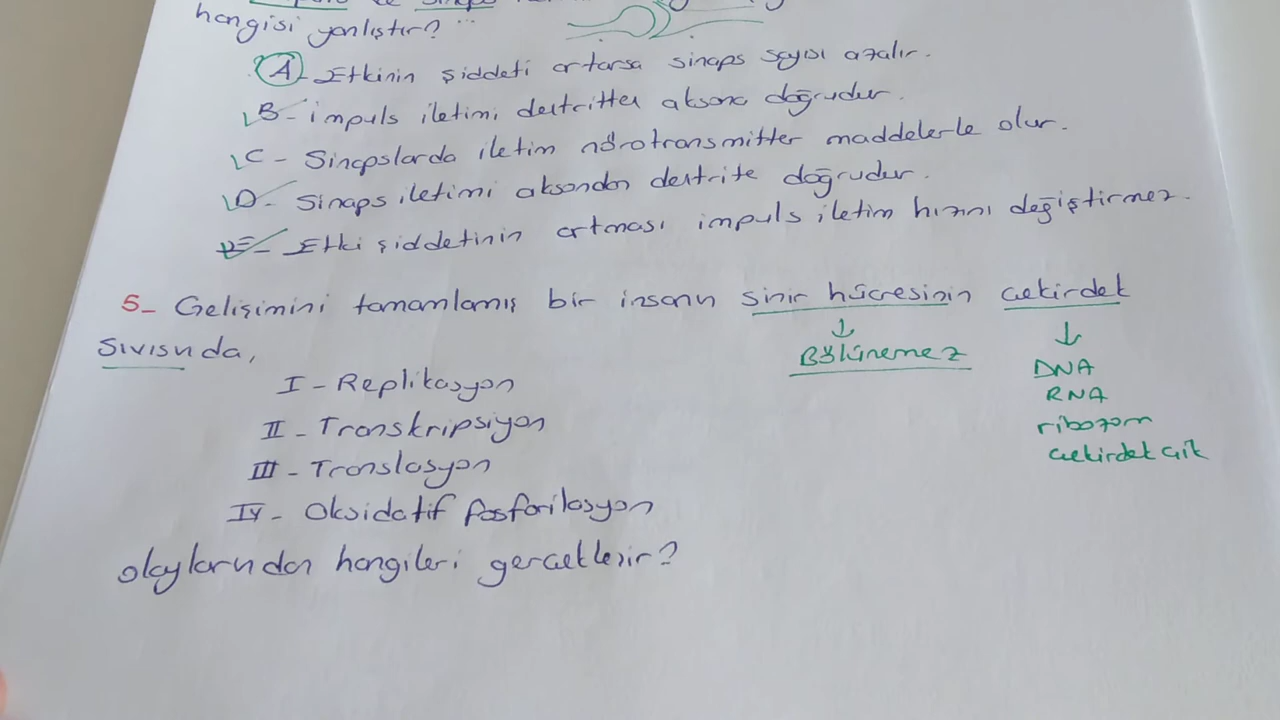 hangisi yanlıştır?
A- Etkinin şiddeti artarsa sinaps sayısı azalır.
B- İmpuls iletimi dentritten aksona doğrudur.
C- Sinapslarda iletim nörotransmitter maddelerle olur.
D- Sinaps iletimi aksondan dentrite doğrudur.
E- Etki şiddetinin artması impuls iletim hızını değiştirmez.
5- Gelişimini tamamlamış bir insanın sinir hücresinin çekirdek
sıvısında,
Bölünemez
DNA
RNA
ribozom
çekirdekçik
I- Replikasyon
II- Transkripsiyon
III- Translasyon
IV- Oksidatif fosforilasyon
olaylarından hangileri gerçekleşir?